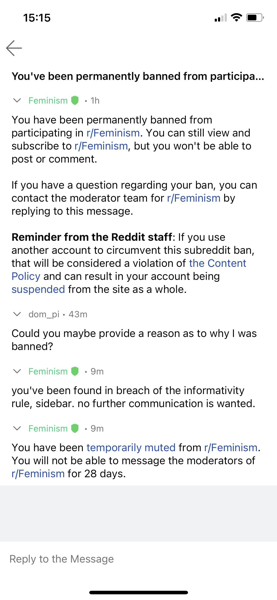 15:15
You've been permanently banned from participa...
Feminism • 1h
You have been permanently banned from
participating in r/Feminism. You can still view and
subscribe to r/Feminism, but you won't be able to
post or comment.
If you have a question regarding your ban, you can
contact the moderator team for r/Feminism by
replying to this message.
Reminder from the Reddit staff: If you use
another account to circumvent this subreddit ban,
that will be considered a violation of the Content
Policy and can result in your account being
suspended from the site as a whole.
dom_pi • 43m
Could you maybe provide a reason as to why I was
banned?
Feminism • 9m
you've been found in breach of the informativity
rule, sidebar. no further communication is wanted.
Feminism • 9m
You have been temporarily muted from r/Feminism.
You will not be able to message the moderators of
r/Feminism for 28 days.
Reply to the Message